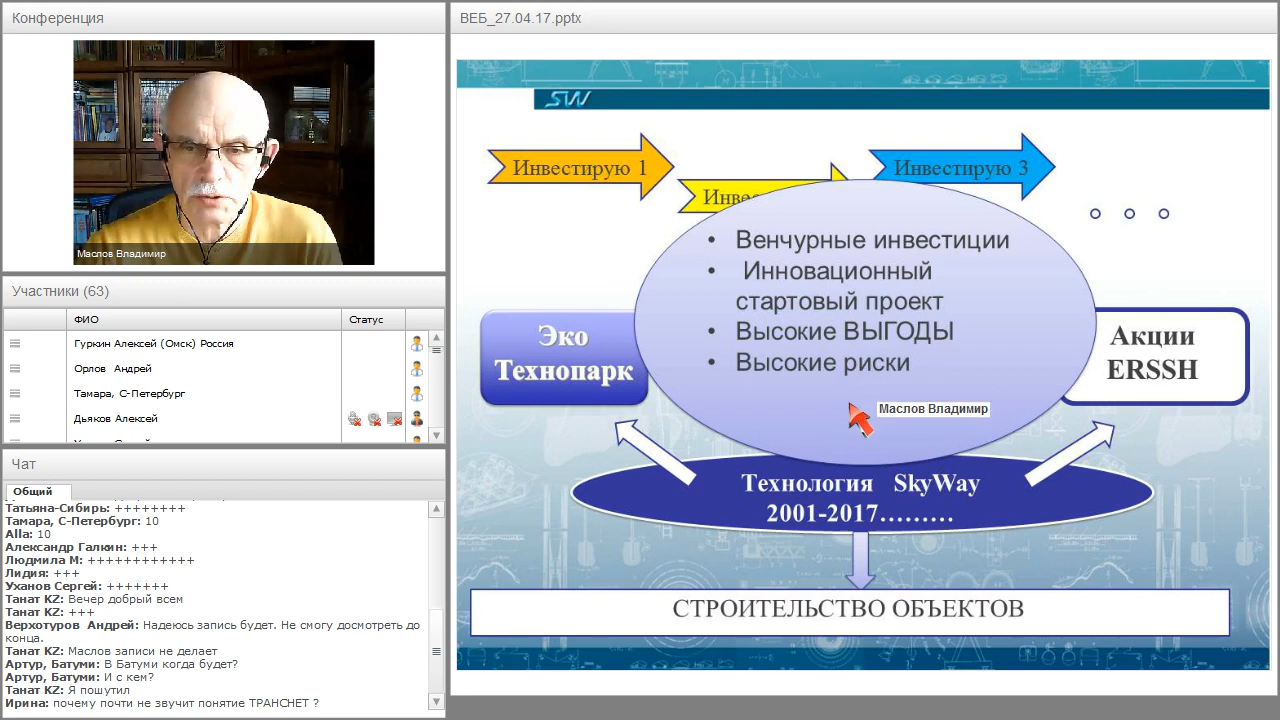 Конференция
Маслов Владимир
Участники (63)
ФИО
Статус
Гуркин Алексей (Омск) Россия
Орлов Андрей
Тамара, С-Петербург
Дьяков Алексей
Чат
Общий
Татьяна-Сибирь: ++++++++
Тамара, С-Петербург: 10
Alla: 10
Александр Галкин: +++
Людмила М: ++++++++++++
Лидия: +++
Уханов Сергей: +++++++
Танат KZ: Вечер добрый всем
Танат KZ: +++
Верхотуров Андрей: Надеюсь запись будет. Не смогу досмотреть до
конца.
Танат KZ: Маслов записи не делает
Артур, Батуми: В Батуми когда будет?
Артур, Батуми: И с кем?
Танат KZ: Я пошутил
Ирина: почему почти не звучит понятие ТРАНСНЕТ ?
ВЕБ_27.04.17.pptx
SW
Инвестирую 1
Инвес
Инвестирую 3
• Венчурные инвестиции
• Инновационный
стартовый проект
• Высокие ВЫГОДЫ
• Высокие риски
Маслов Владимир
Эко
Технопарк
Акции
ERSSH
Технология SkyWay
2001-2017.........
СТРОИТЕЛЬСТВО ОБЪЕКТОВ